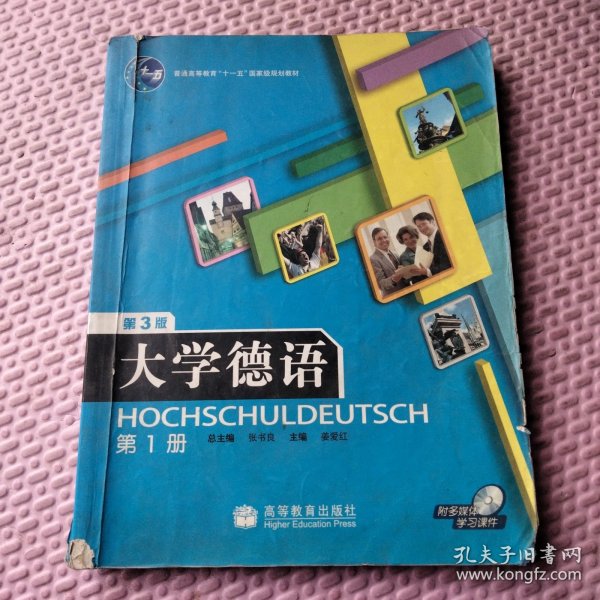 十一五
普通高等教育“十一五”国家级规划教材
第3版
大学德语
HOCHSCHULDEUTSCH
第1册
总主编 张书良 主编 姜爱红
高等教育出版社
Higher Education Press
附多媒体
学习课件
孔夫子旧书网
www.kongfz.com